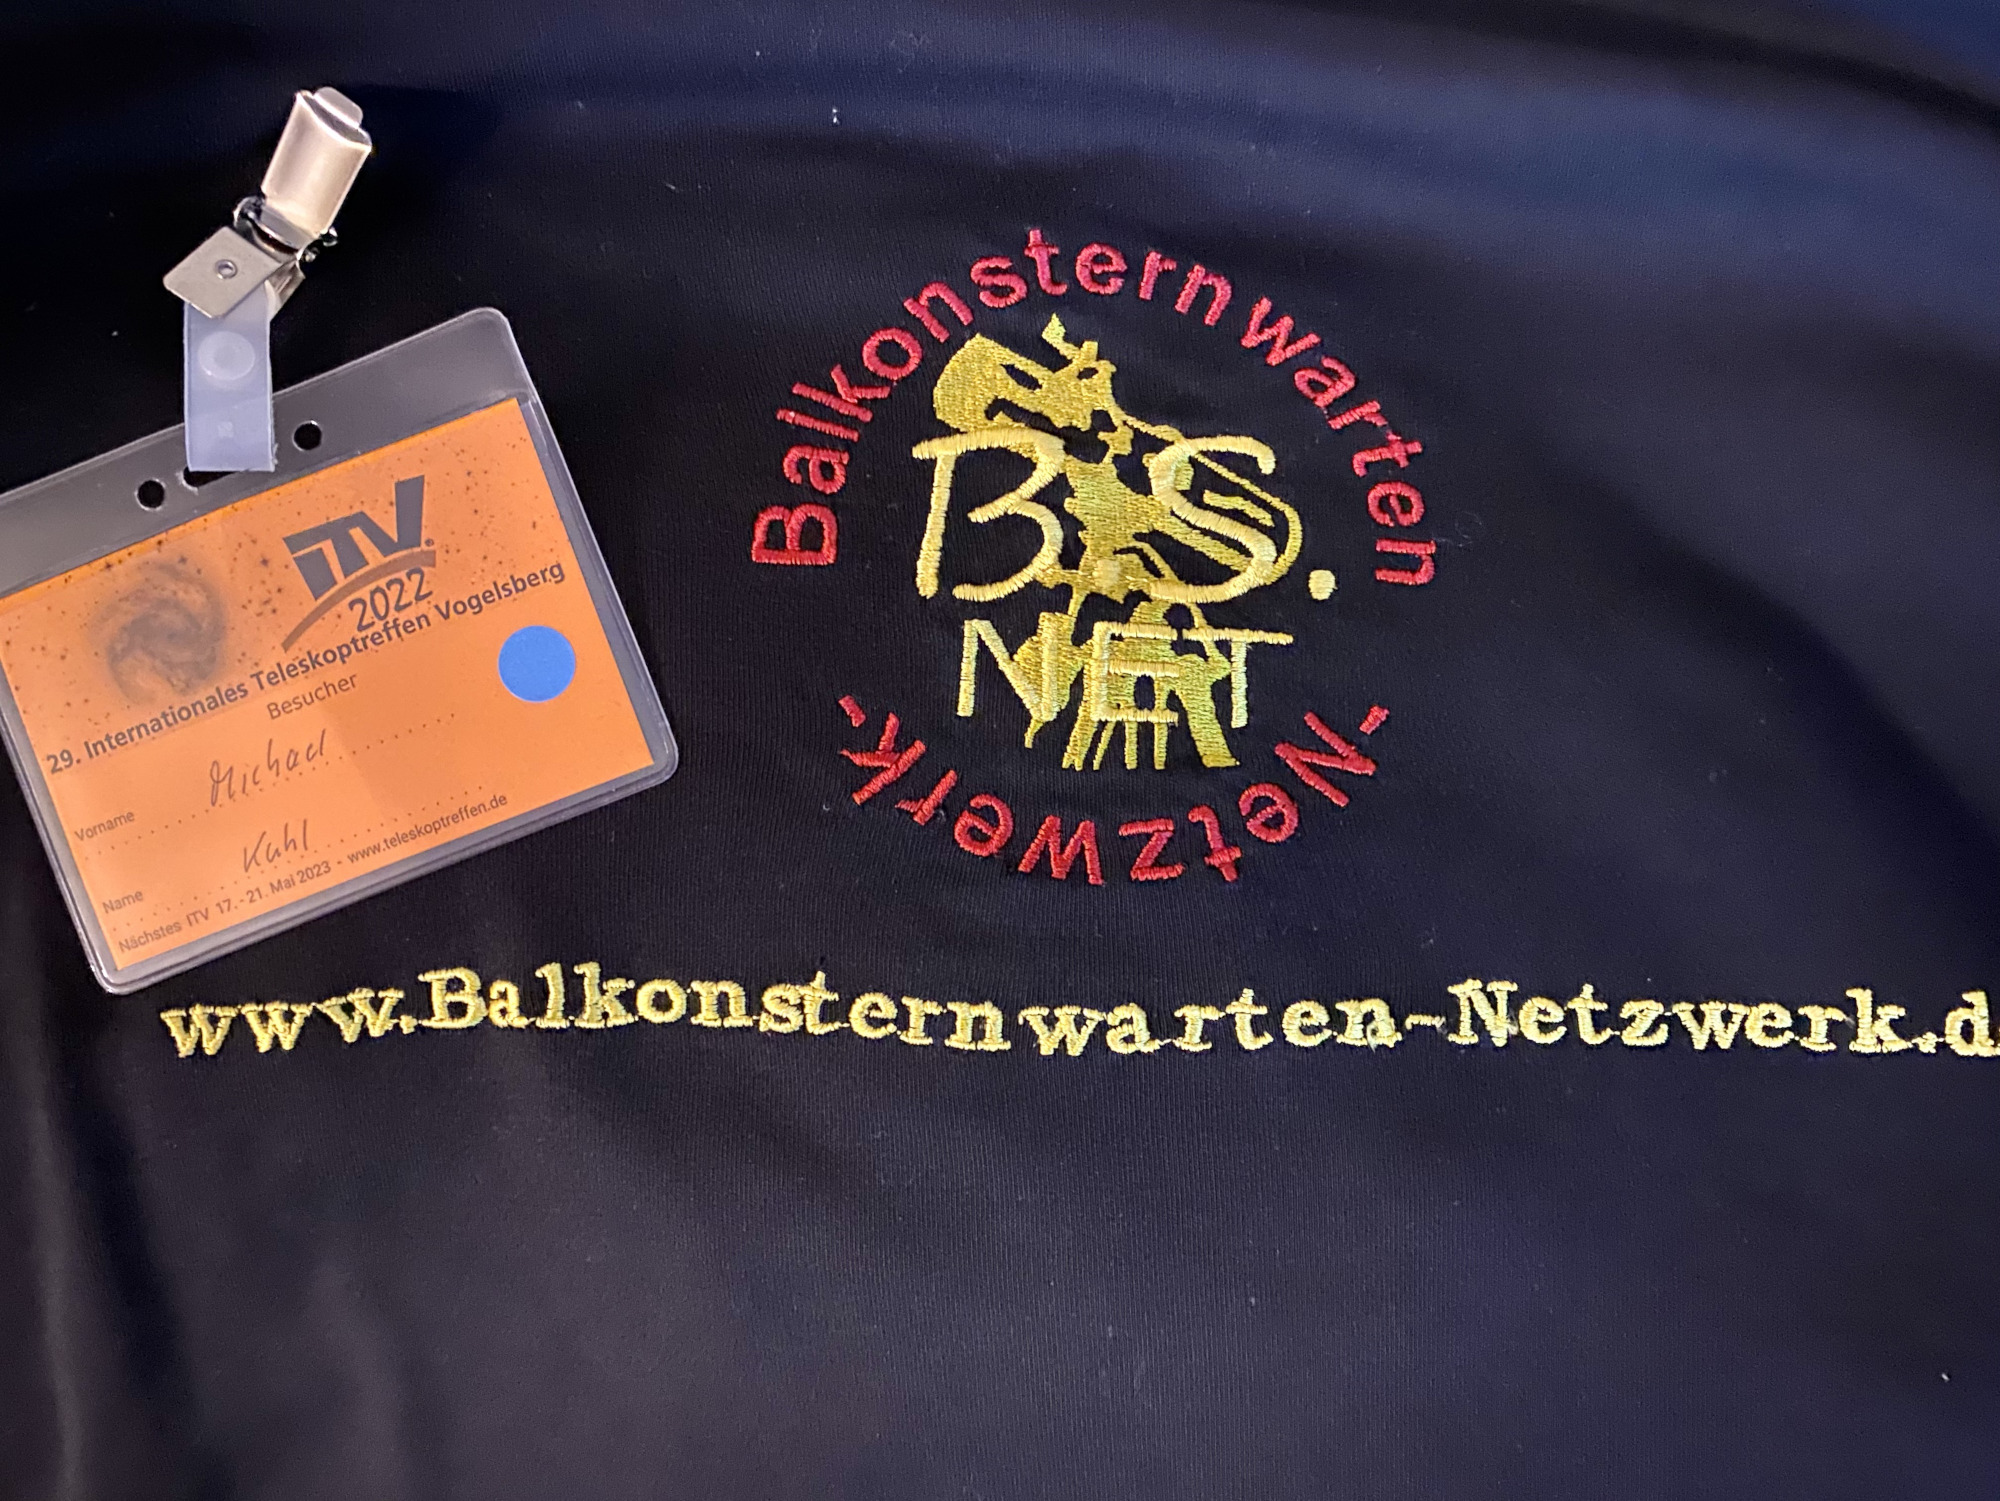 iTV.
2022
29. Internationales Teleskoptreffen Vogelsberg
Besucher
Vorname Michael
Name Kuhl
Nächstes ITV 17.-21. Mai 2023 - www.teleskoptreffen.de
Balkonsternwarten
B.S.
NET
-Netzwerk-
www.Balkonsternwarten-Netzwerk.d